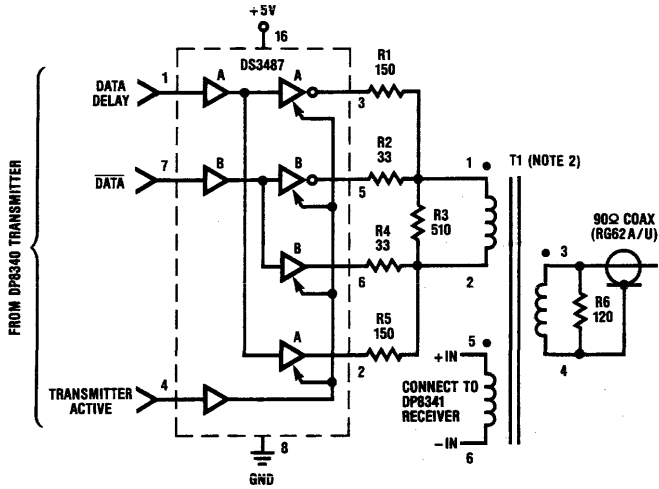 +5V
16
DS3487
DATA
DELAY
1
A
A
3
R1
150
7
DATA
B
B
5
R2
33
1
T1 (NOTE 2)
R3
510
90Ω COAX
(RG62A/U)
FROM DP8340 TRANSMITTER
B
6
R4
33
2
3
R6
120
4
A
2
R5
150
5
+IN
CONNECT TO
DP8341
RECEIVER
-IN
6
4
TRANSMITTER
ACTIVE
8
GND